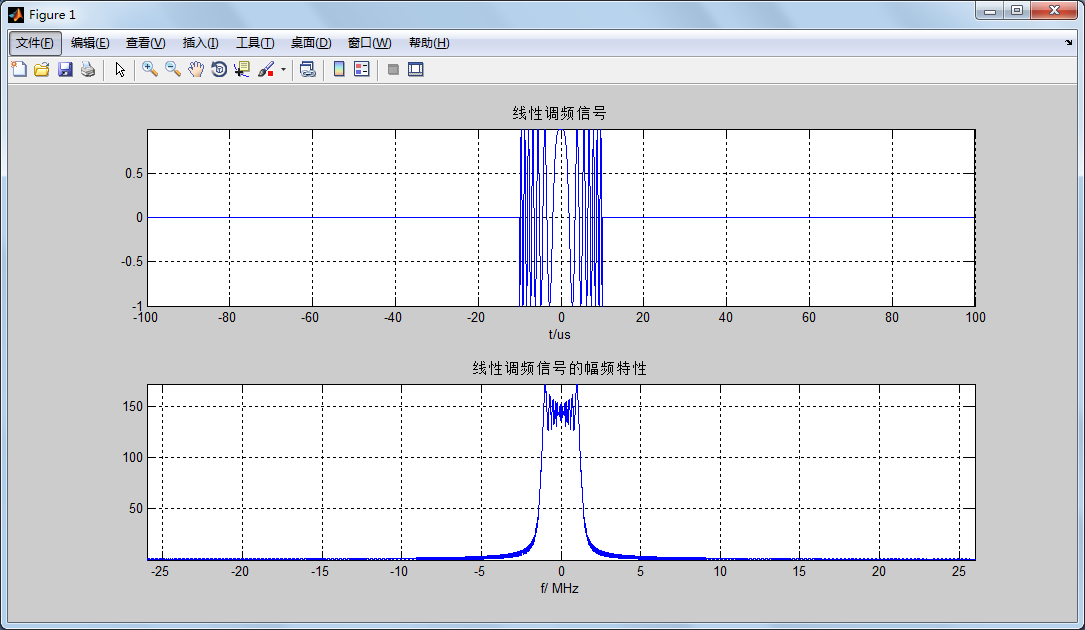 Figure 1
文件(F) 编辑(E) 查看(V) 插入(I) 工具(T) 桌面(D) 窗口(W) 帮助(H)
线性调频信号
0.5
0
-0.5
-1
-100 -80 -60 -40 -20 0 20 40 60 80 100
t/us
线性调频信号的幅频特性
150
100
50
-25 -20 -15 -10 -5 0 5 10 15 20 25
f/ MHz